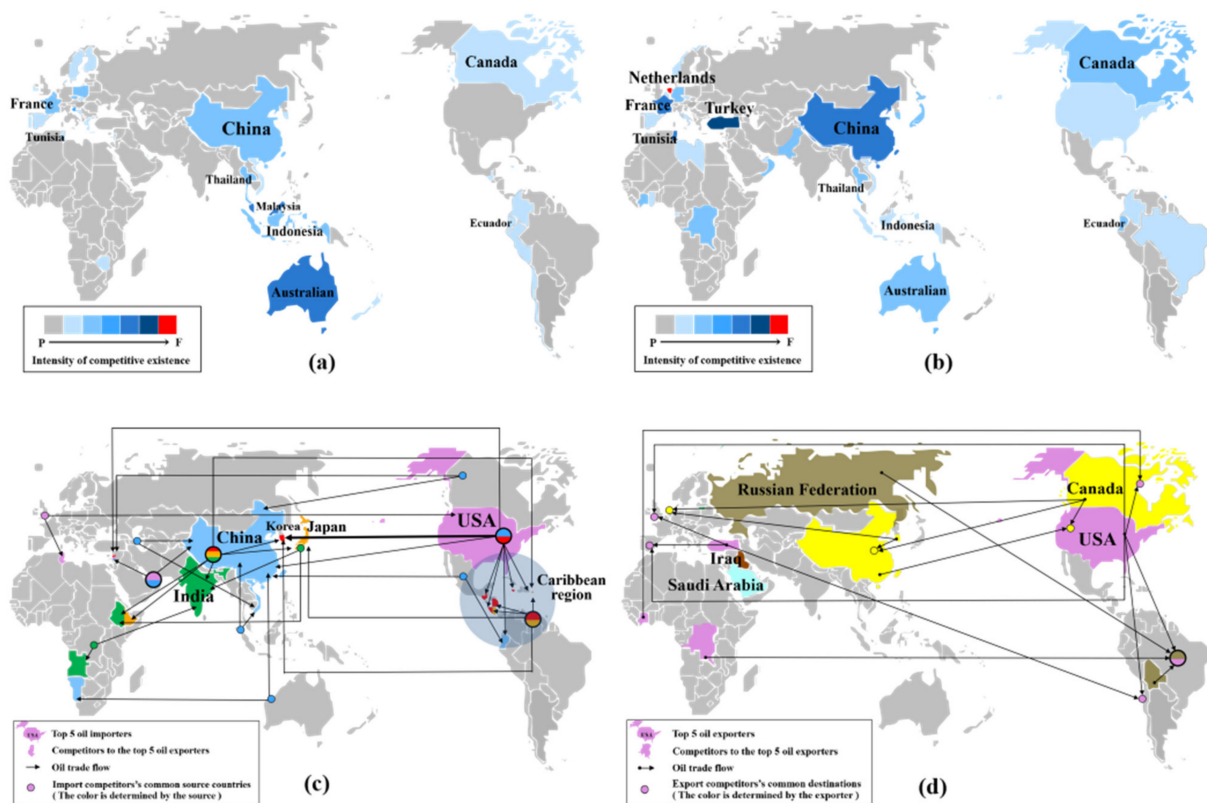 Canada
France
China
Tunisia
Thailand
Malaysia
Indonesia
Ecuador
Australian
P F
Intensity of competitive existence
(a)
Canada
Netherlands
France
Turkey
China
Tunisia
Thailand
Indonesia
Ecuador
Australian
P F
Intensity of competitive existence
(b)
USA
Korea
Japan
China
India
Caribbean
region
USA
Top 5 oil importers
Competitors to the top 5 oil exporters
Oil trade flow
Import competitors's common source countries
( The color is determined by the source )
(c)
Russian Federation
Canada
USA
Iraq
Saudi Arabia
USA
Top 5 oil exporters
Competitors to the top 5 oil exporters
Oil trade flow
Export competitors's common destinations
( The color is determined by the exporter )
(d)